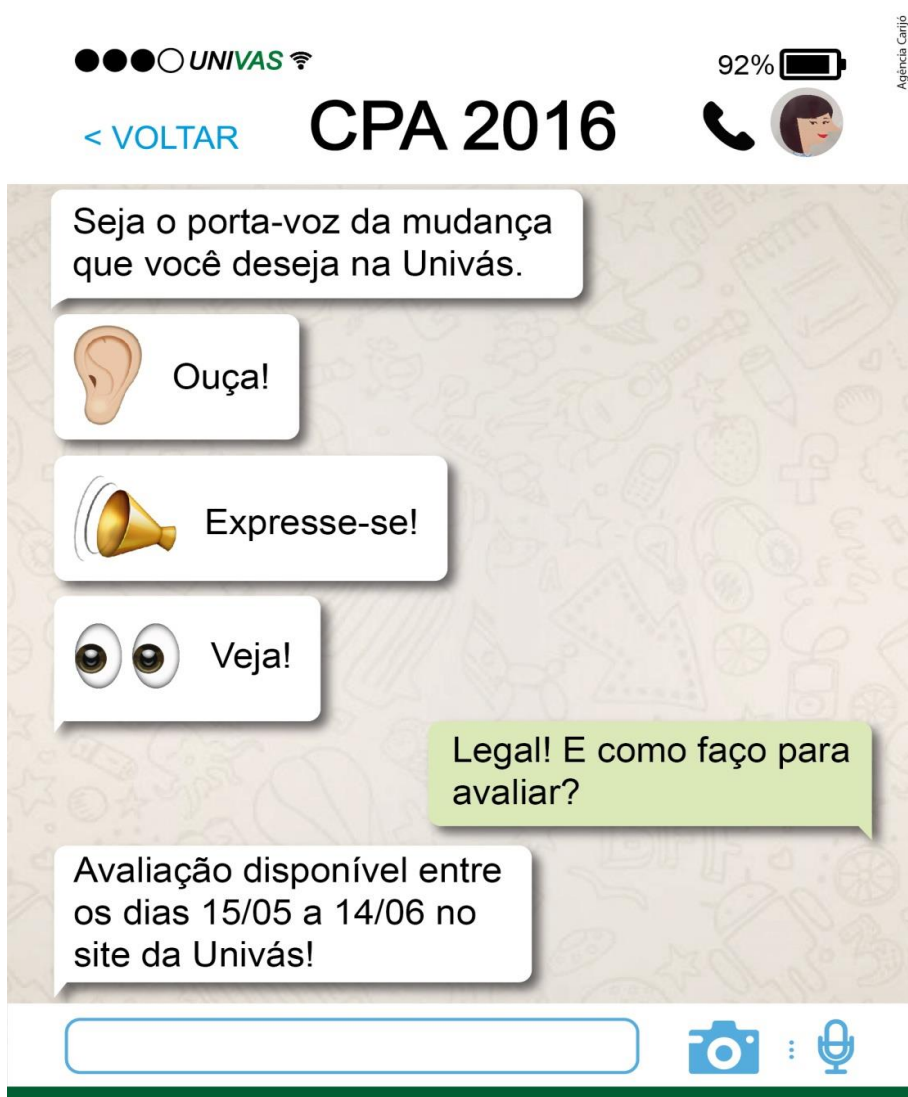 Agência Carijó
UNIVAS
92%
< VOLTAR
CPA 2016
Seja o porta-voz da mudança
que você deseja na Univás.
Ouça!
Expresse-se!
Veja!
Legal! E como faço para
avaliar?
Avaliação disponível entre
os dias 15/05 a 14/06 no
site da Univás!